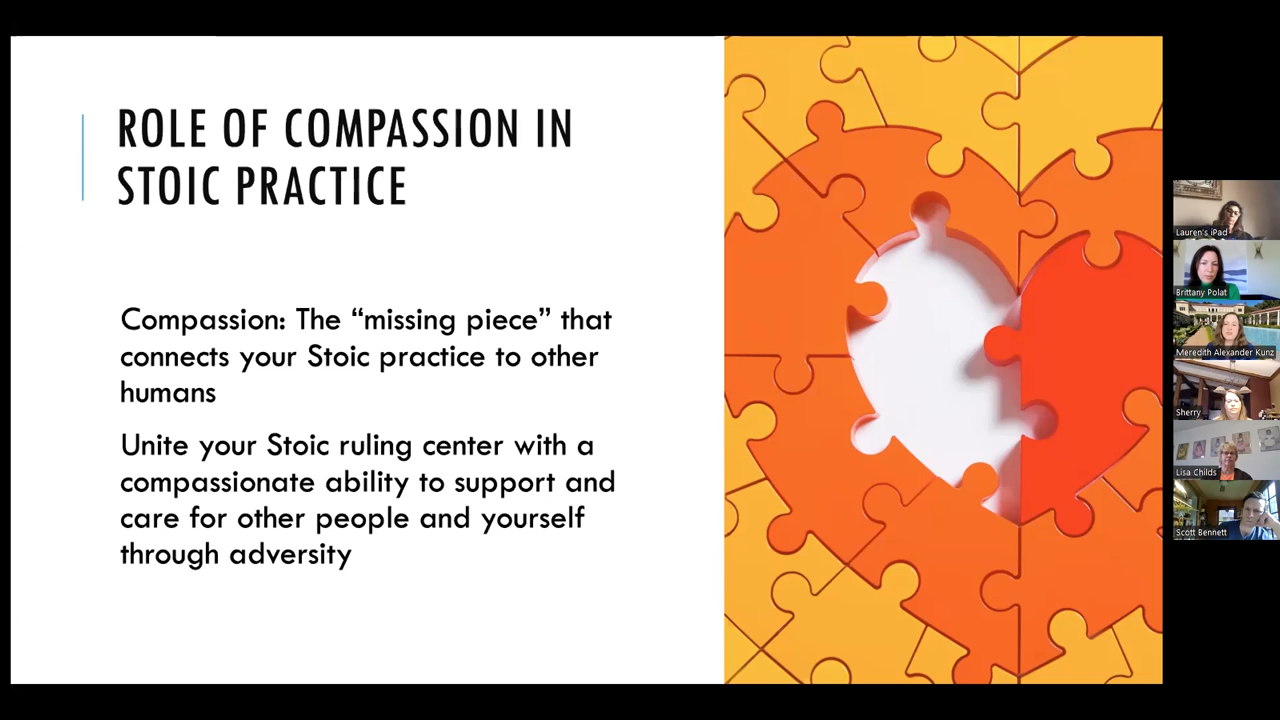 ROLE OF COMPASSION IN
STOIC PRACTICE
Compassion: The “missing piece” that
connects your Stoic practice to other
humans
Unite your Stoic ruling center with a
compassionate ability to support and
care for other people and yourself
through adversity
Lauren's iPad
Brittany Polat
Meredith Alexander Kunz
Sherry
Lisa Childs
Scott Bennett